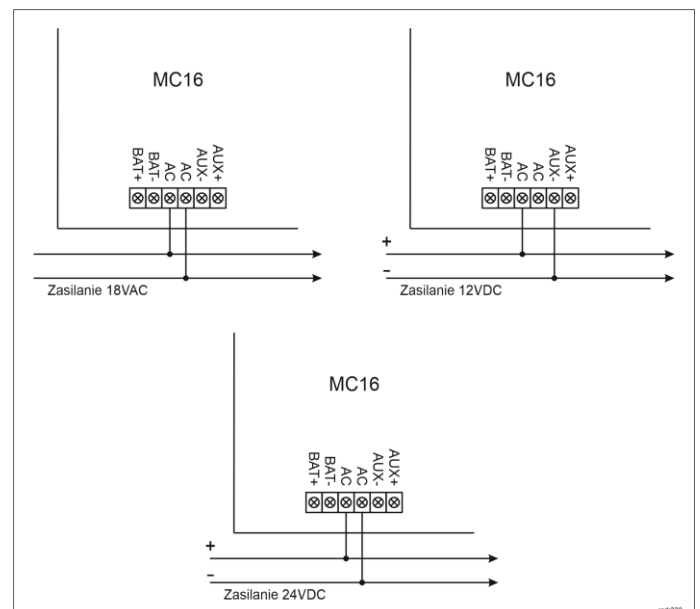 MC16
BAT+ BAT- AC AC AUX- AUX+
Zasilanie 18VAC
MC16
BAT+ BAT- AC AC AUX- AUX+
+
-
Zasilanie 12VDC
MC16
BAT+ BAT- AC AC AUX- AUX+
+
-
Zasilanie 24VDC